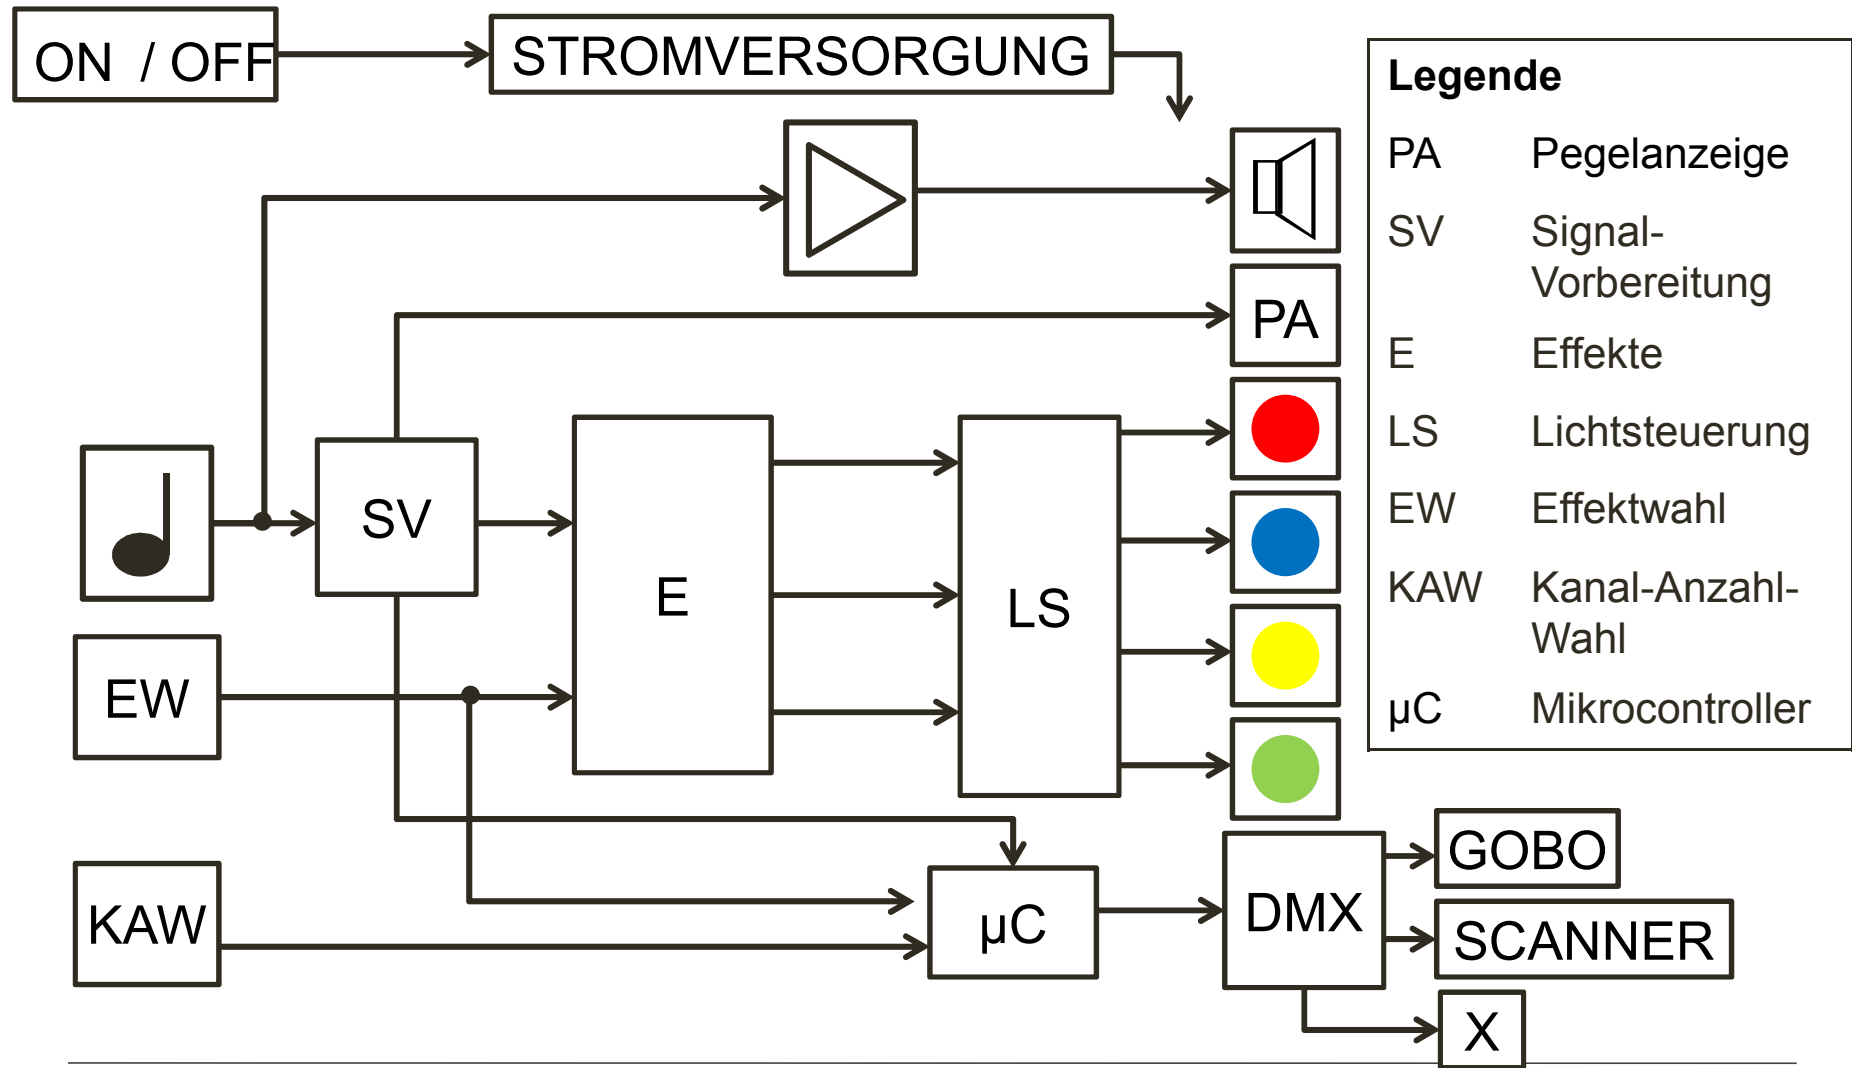 ON / OFF
STROMVERSORGUNG
Legende
PA Pegelanzeige
SV Signal-
Vorbereitung
E Effekte
LS Lichtsteuerung
EW Effektwahl
KAW Kanal-Anzahl-
Wahl
µC Mikrocontroller
PA
SV
E
LS
EW
KAW
µC
DMX
GOBO
SCANNER
X